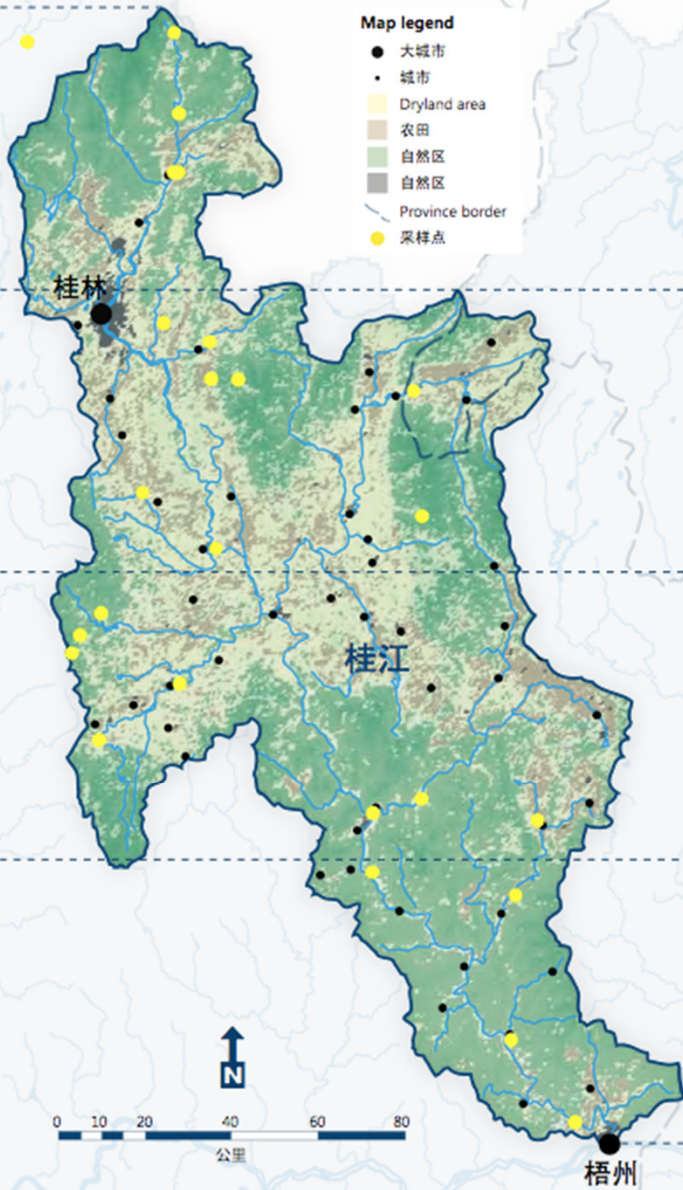 Map legend
大城市
城市
Dryland area
农田
自然区
自然区
Province border
采样点
桂林
桂江
N
0 10 20 40 60 80
公里
梧州